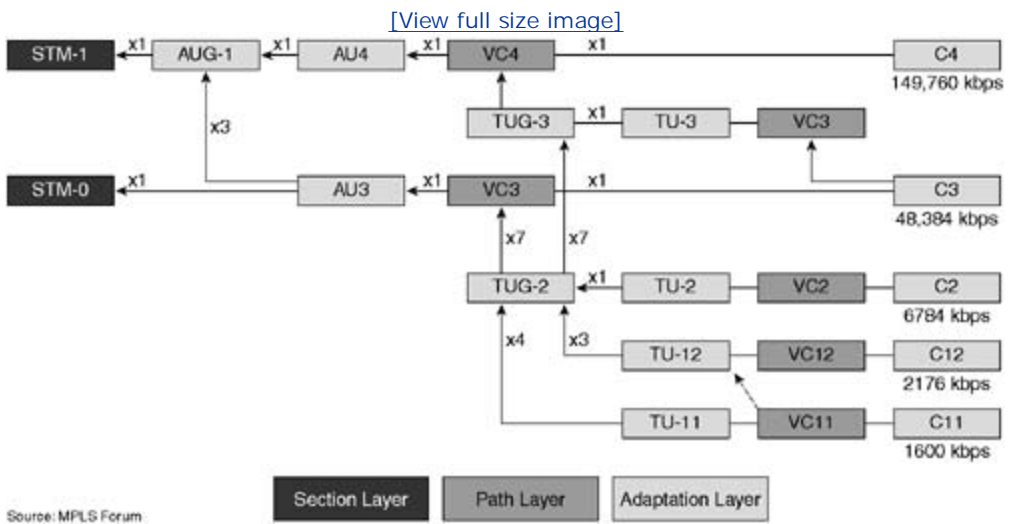 [View full size image]
STM-1 x1 AUG-1 x1 AU4 x1 VC4 x1 C4
149,760 kbps
TUG-3 x1 TU-3 VC3
x3
STM-0 x1 AU3 x1 VC3 x1 C3
48,384 kbps
x7 x7
TUG-2 x1 TU-2 VC2 C2
6784 kbps
x4 x3 TU-12 VC12 C12
2176 kbps
TU-11 VC11 C11
1600 kbps
Section Layer Path Layer Adaptation Layer
Source: MPLS Forum